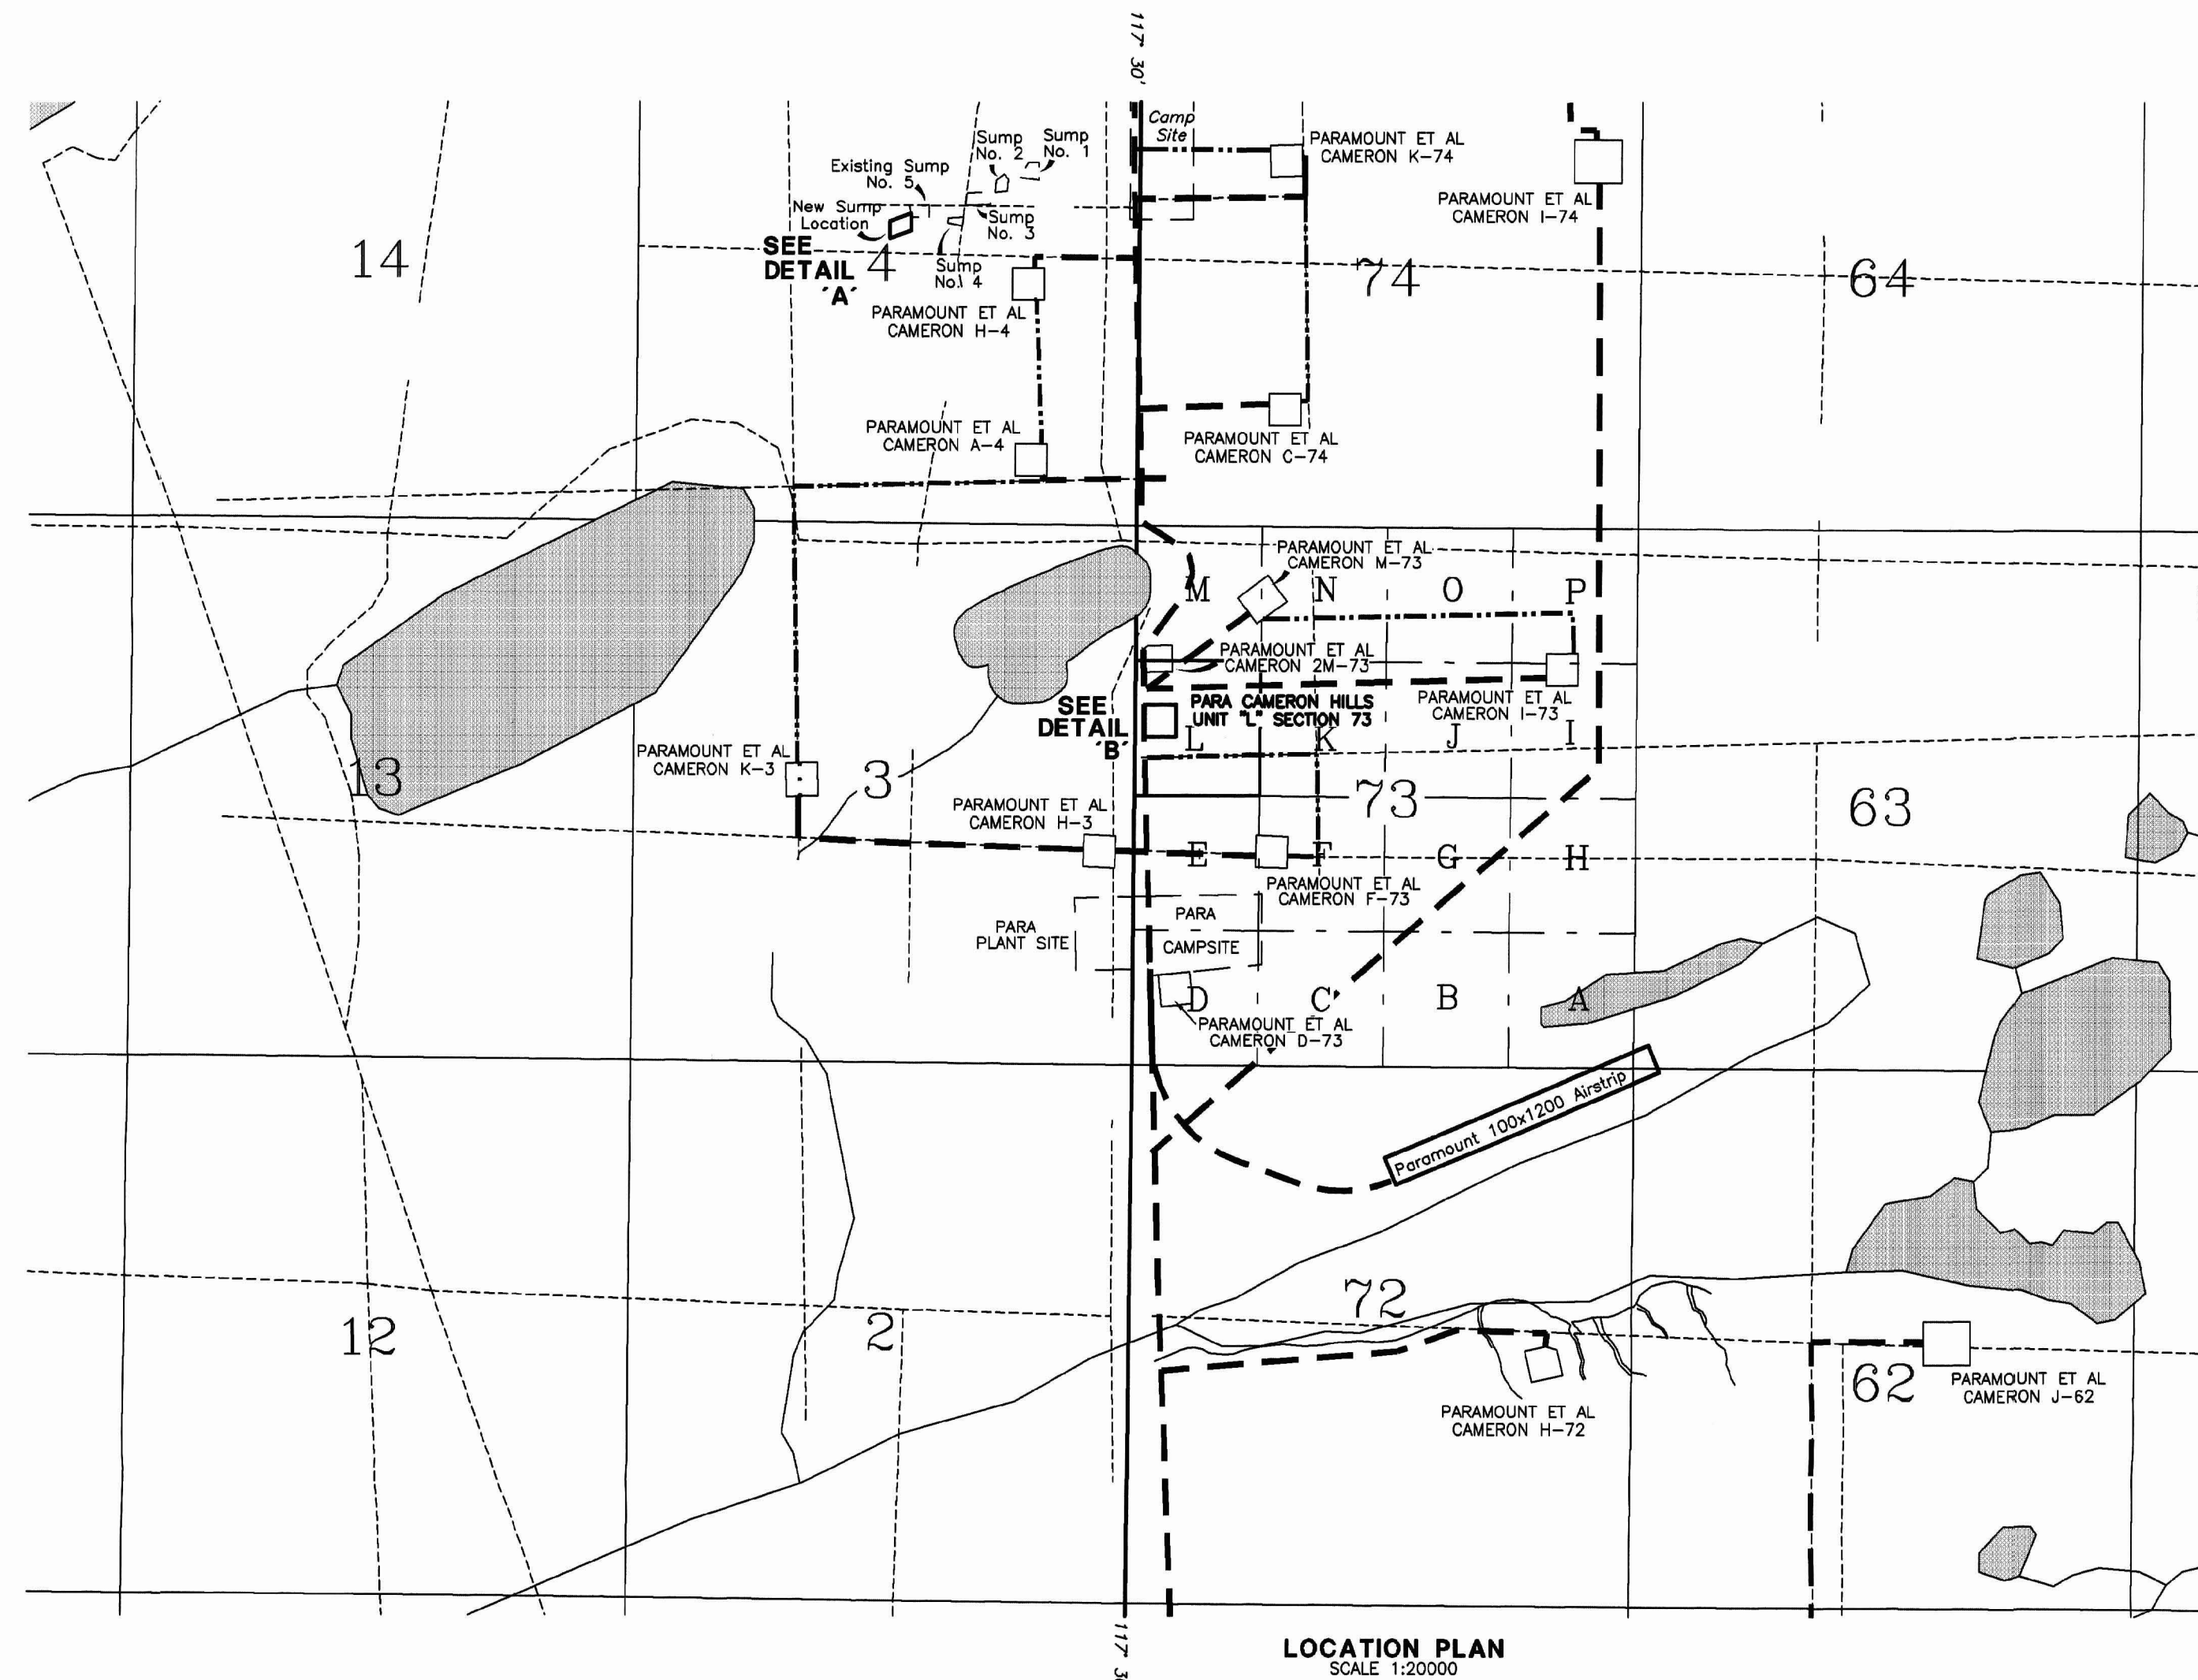 117° 30'
Camp
Site
Sump
No. 2
Sump
No. 1
Existing Sump
No. 5
New Sump
Location
Sump
No. 3
Sump
No. 4
SEE
DETAIL
'A'
PARAMOUNT ET AL
CAMERON K-74
PARAMOUNT ET AL
CAMERON I-74
14
4
74
64
PARAMOUNT ET AL
CAMERON H-4
PARAMOUNT ET AL
CAMERON A-4
PARAMOUNT ET AL
CAMERON C-74
PARAMOUNT ET AL
CAMERON M-73
M
N
O
P
PARAMOUNT ET AL
CAMERON 2M-73
PARA CAMERON HILLS
UNIT "L" SECTION 73
PARAMOUNT ET AL
CAMERON I-73
SEE
DETAIL
'B'
L
K
J
I
PARAMOUNT ET AL
CAMERON K-3
13
3
73
63
PARAMOUNT ET AL
CAMERON H-3
E
F
G
H
PARAMOUNT ET AL
CAMERON F-73
PARA
PLANT SITE
PARA
CAMPSITE
D
C
B
A
PARAMOUNT ET AL
CAMERON D-73
Paramount 100x1200 Airstrip
12
2
72
62
PARAMOUNT ET AL
CAMERON H-72
PARAMOUNT ET AL
CAMERON J-62
117° 3
LOCATION PLAN
SCALE 1:20000